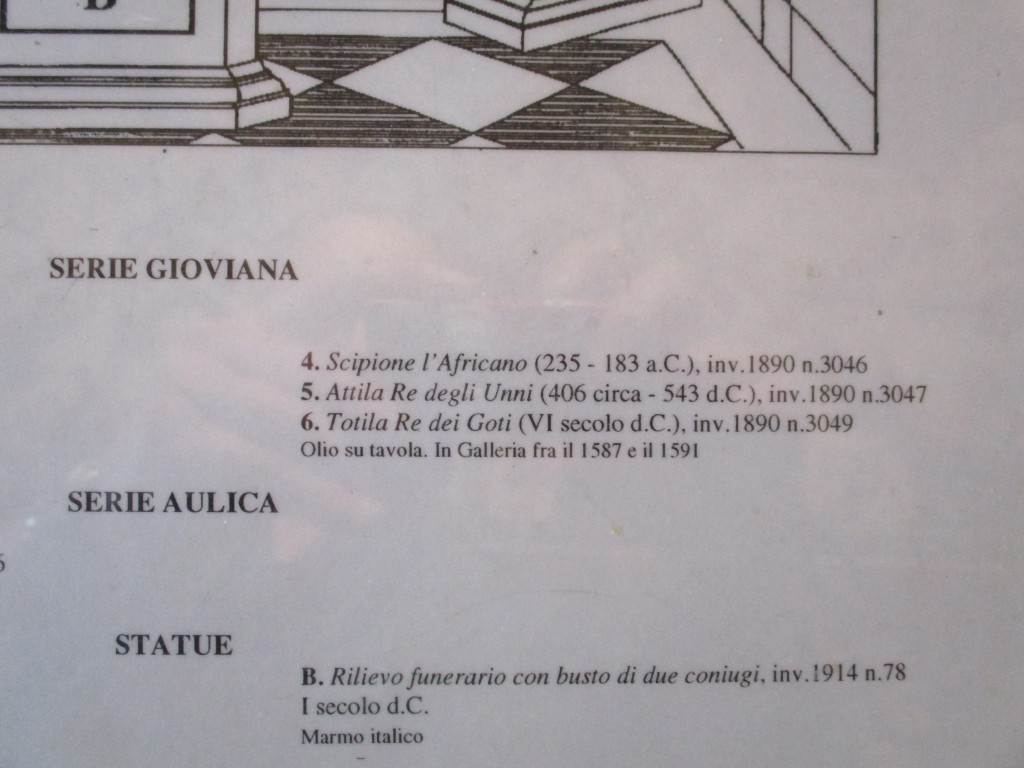 B
SERIE GIOVIANA
4. Scipione l'Africano (235 - 183 a.C.), inv.1890 n.3046
5. Attila Re degli Unni (406 circa - 543 d.C.), inv.1890 n.3047
6. Totila Re dei Goti (VI secolo d.C.), inv.1890 n.3049
Olio su tavola. In Galleria fra il 1587 e il 1591
SERIE AULICA
6
STATUE
B. Rilievo funerario con busto di due coniugi, inv.1914 n.78
I secolo d.C.
Marmo italico